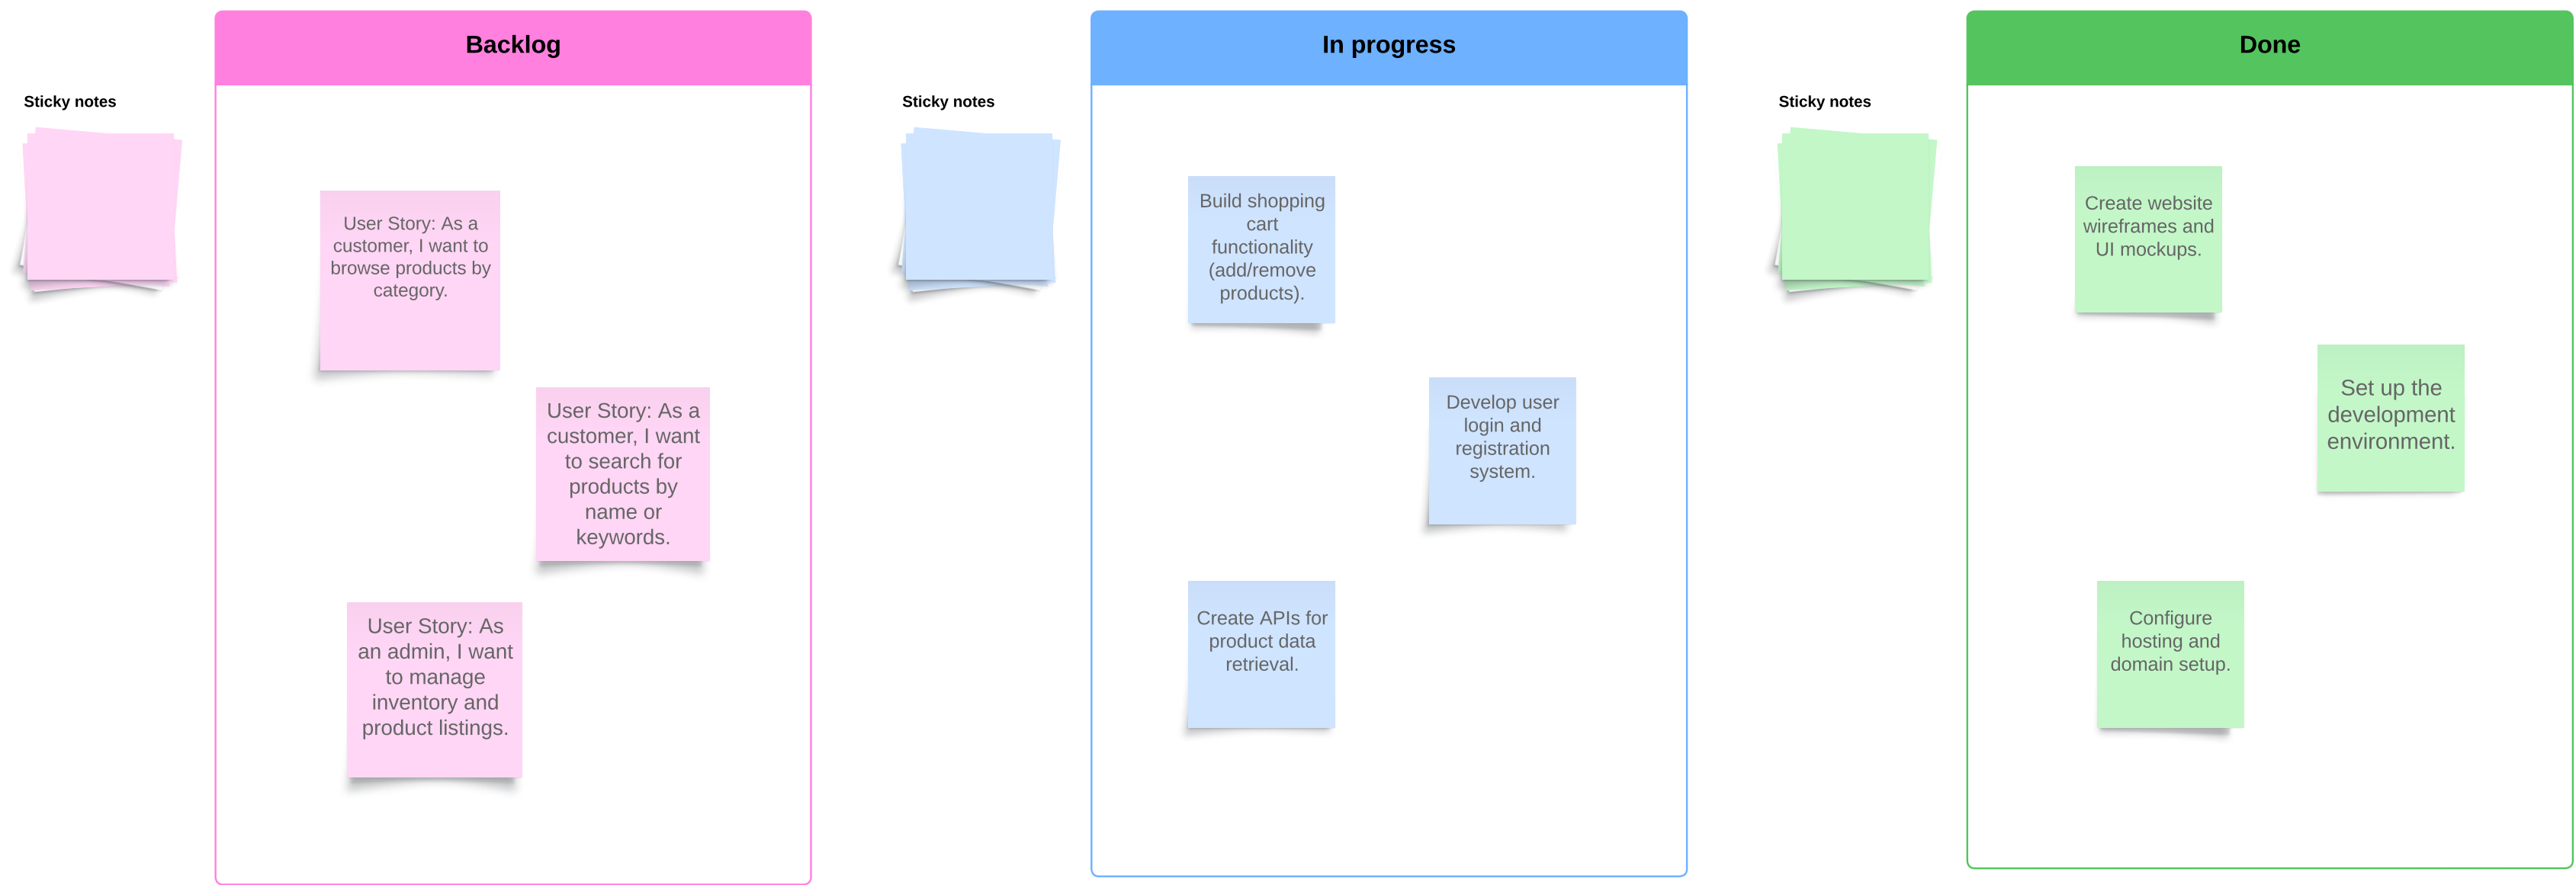 Backlog
Sticky notes
User Story: As a
customer, I want to
browse products by
category.
User Story: As a
customer, I want
to search for
products by
name or
keywords.
User Story: As
an admin, I want
to manage
inventory and
product listings.
In progress
Sticky notes
Build shopping
cart
functionality
(add/remove
products).
Develop user
login and
registration
system.
Create APIs for
product data
retrieval.
Done
Sticky notes
Create website
wireframes and
UI mockups.
Set up the
development
environment.
Configure
hosting and
domain setup.